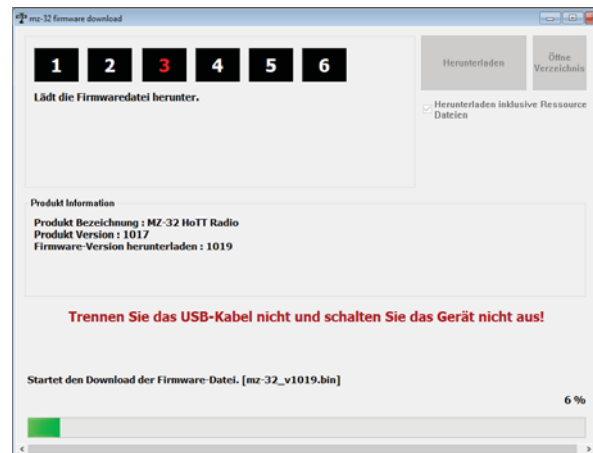 mz-32 firmware download
1 2 3 4 5 6
Lädt die Firmwaredatei herunter.
Herunterladen
Öffne
Verzeichnis
Herunterladen inklusive Ressource
Dateien
Produkt Information
Produkt Bezeichnung : MZ-32 HoTT Radio
Produkt Version : 1017
Firmware-Version herunterladen : 1019
Trennen Sie das USB-Kabel nicht und schalten Sie das Gerät nicht aus!
Startet den Download der Firmware-Datei. [mz-32_v1019.bin]
6 %